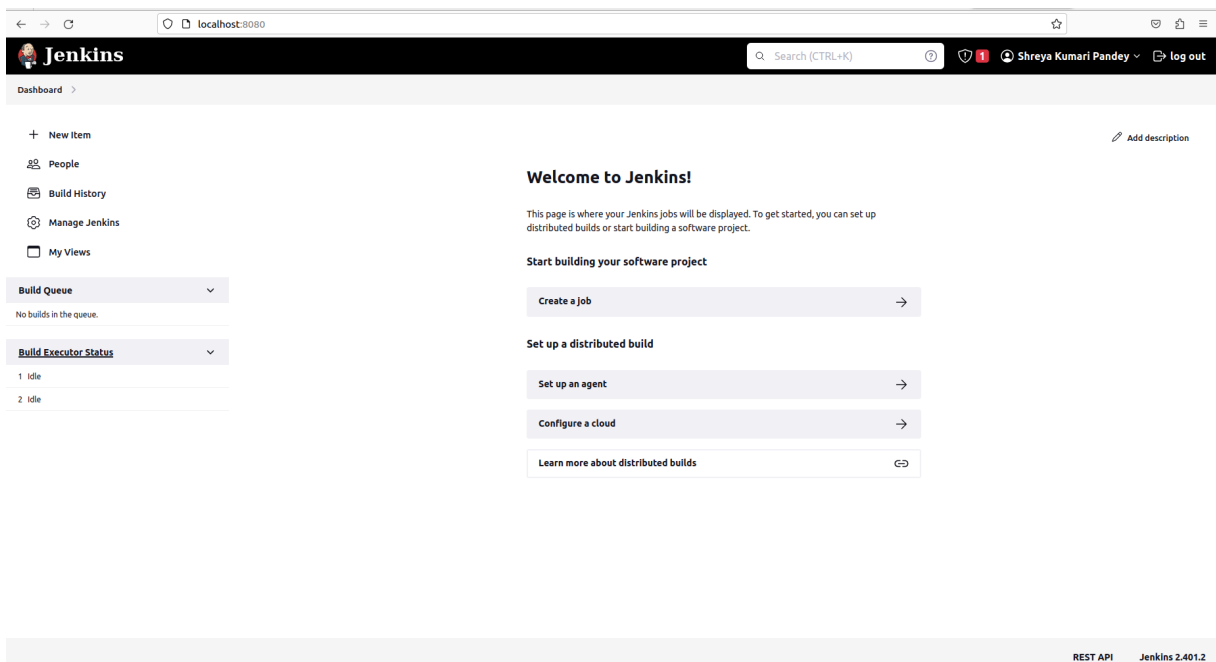 localhost:8080
Jenkins
Search (CTRL+K)
1
Shreya Kumari Pandey
log out
Dashboard
New Item
People
Build History
Manage Jenkins
My Views
Build Queue
No builds in the queue.
Build Executor Status
1 Idle
2 Idle
Add description
Welcome to Jenkins!
This page is where your Jenkins jobs will be displayed. To get started, you can set up
distributed builds or start building a software project.
Start building your software project
Create a job
Set up a distributed build
Set up an agent
Configure a cloud
Learn more about distributed builds
REST API
Jenkins 2.401.2